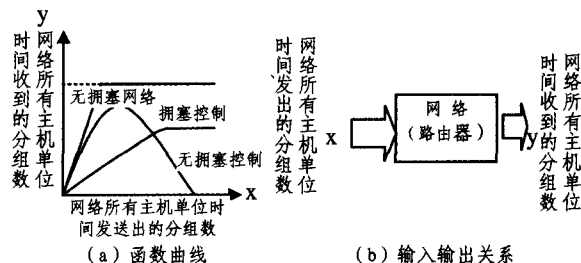 y
网络所有主机单位
时间收到的分组数
无拥塞网络
拥塞控制
无拥塞控制
x
网络所有主机单位时
间发送出的分组数
(a) 函数曲线
网络所有主机单位
时间发出的分组数
x
网络
(路由器)
y
网络所有主机单位
时间收到的分组数
(b) 输入输出关系